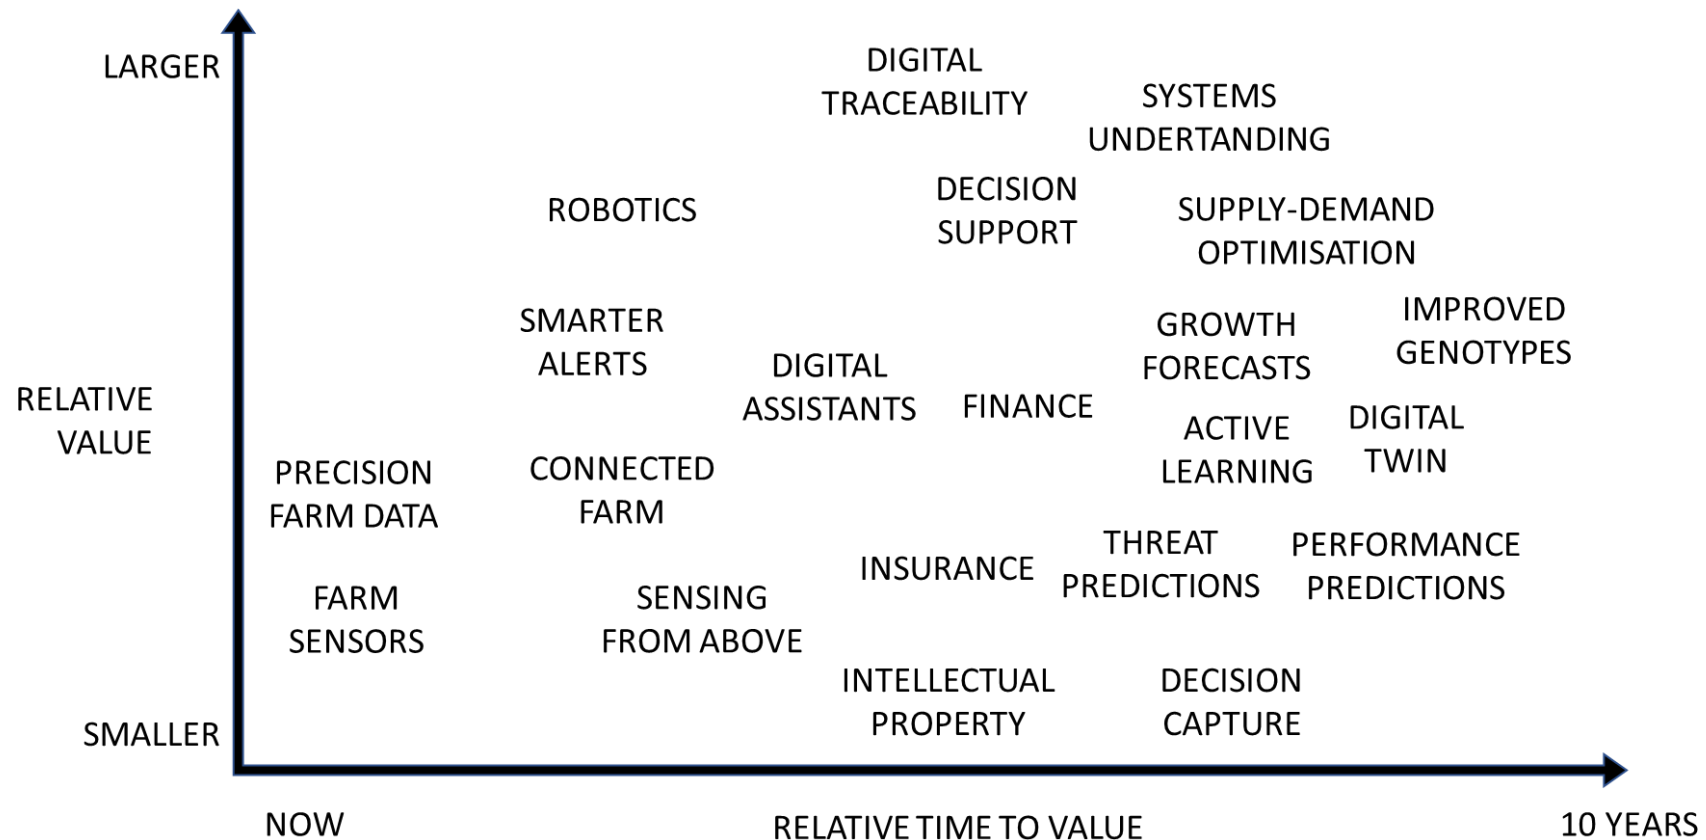 LARGER
DIGITAL
TRACEABILITY
SYSTEMS
UNDERTANDING
ROBOTICS
DECISION
SUPPORT
SUPPLY-DEMAND
OPTIMISATION
SMARTER
ALERTS
DIGITAL
ASSISTANTS
FINANCE
GROWTH
FORECASTS
IMPROVED
GENOTYPES
RELATIVE
VALUE
ACTIVE
LEARNING
DIGITAL
TWIN
PRECISION
FARM DATA
CONNECTED
FARM
INSURANCE
THREAT
PREDICTIONS
PERFORMANCE
PREDICTIONS
FARM
SENSORS
SENSING
FROM ABOVE
INTELLECTUAL
PROPERTY
DECISION
CAPTURE
SMALLER
NOW
RELATIVE TIME TO VALUE
10 YEARS